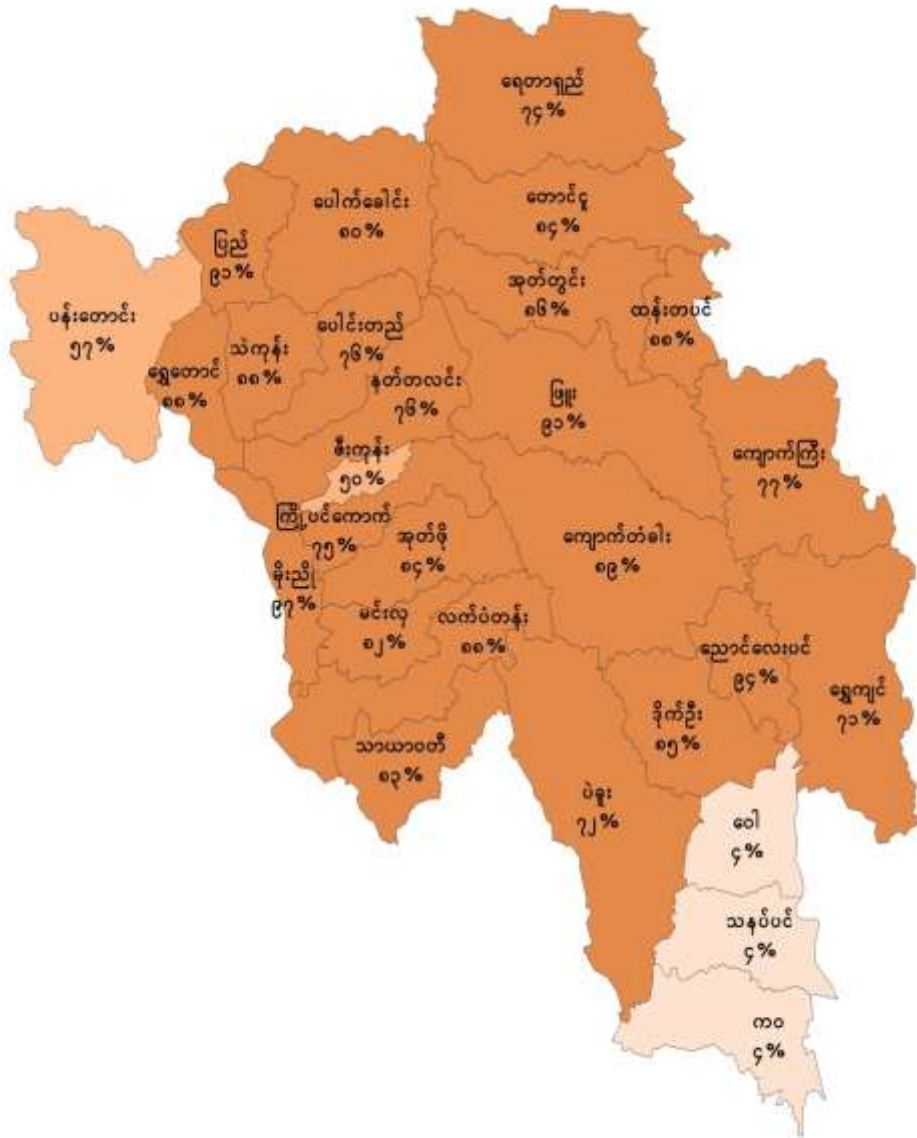 ရေတာရှည်
၇၄%
ပေါက်ခေါင်း
၈၀%
တောင်ငူ
၈၄%
ပြည်
၉၁%
အုတ်တွင်း
၈၆%
ထန်းတပင်
၈၈%
ပန်းတောင်း
၅၇%
ပေါင်းတည်
၇၆%
သဲကုန်း
၈၈%
ရွှေတောင်
၈၈%
နတ်တလင်း
၇၆%
ဖြူး
၉၁%
ကျောက်ကြီး
၇၇%
ဇီးကုန်း
၅၀%
ကြို့ပင်ကောက်
၇၅%
အုတ်ဖို
၈၄%
ကျောက်တံခါး
၈၉%
မိုးညို
၉၇%
မင်းလှ
၈၂%
လက်ပံတန်း
၈၈%
ညောင်လေးပင်
၉၄%
ရွှေကျင်
၇၁%
ဒိုက်ဦး
၈၅%
သာယာဝတီ
၈၃%
ပဲခူး
၇၂%
ဝေါ
၄%
သနပ်ပင်
၄%
ကဝ
၄%